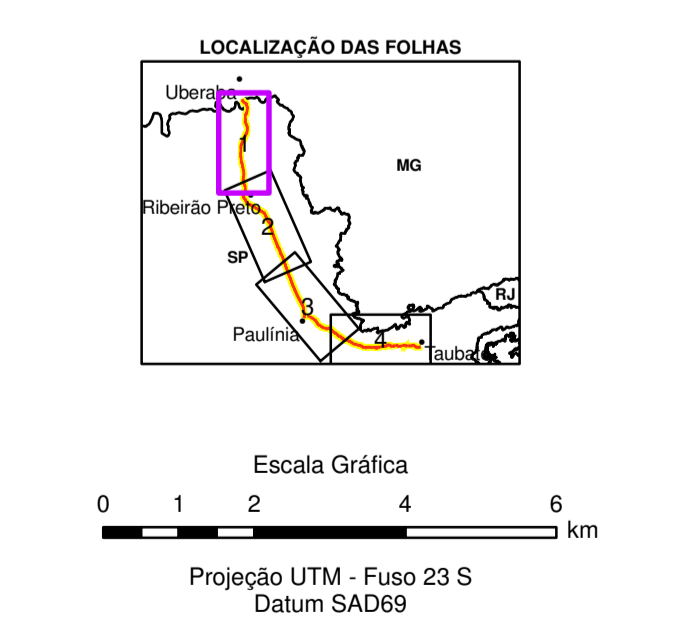 LOCALIZAÇÃO DAS FOLHAS
Uberaba
1
MG
Ribeirão Preto
2
SP
RJ
3
Paulínia
4
Taubaté
Escala Gráfica
0 1 2 4 6
km
Projeção UTM - Fuso 23 S
Datum SAD69